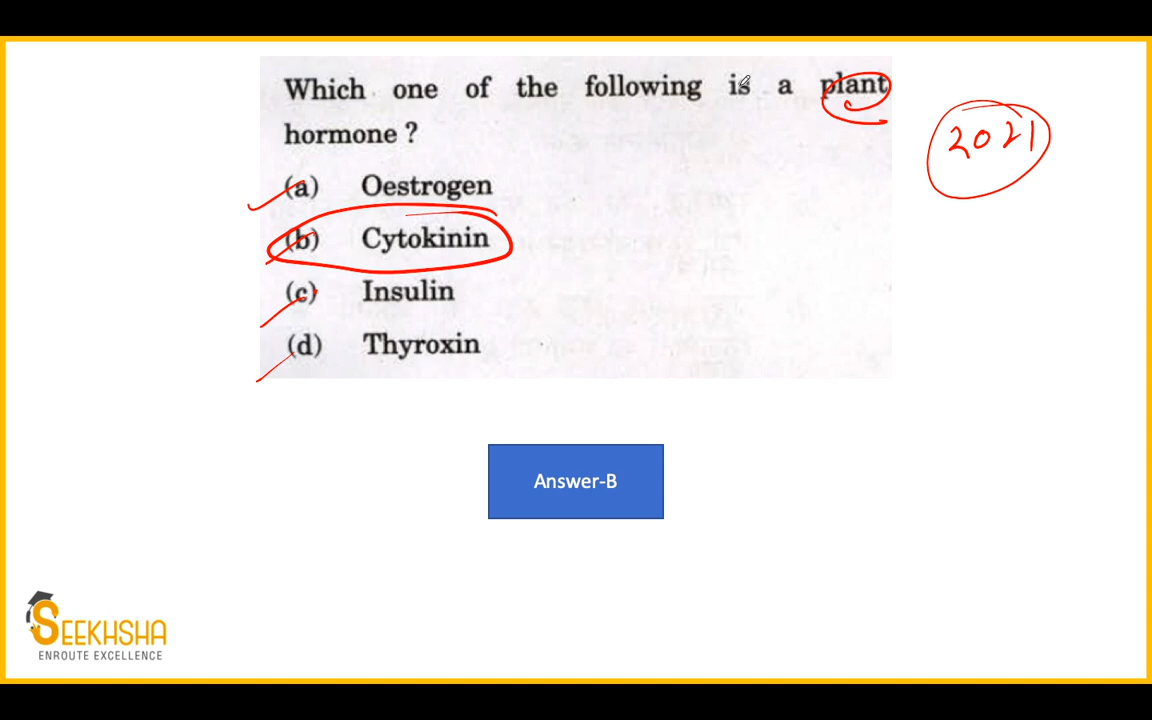 Which one of the following is a plant
hormone ?
(a) Oestrogen
(b) Cytokinin
(c) Insulin
(d) Thyroxin
2021
Answer-B
SEEKHSHA
ENROUTE EXCELLENCE